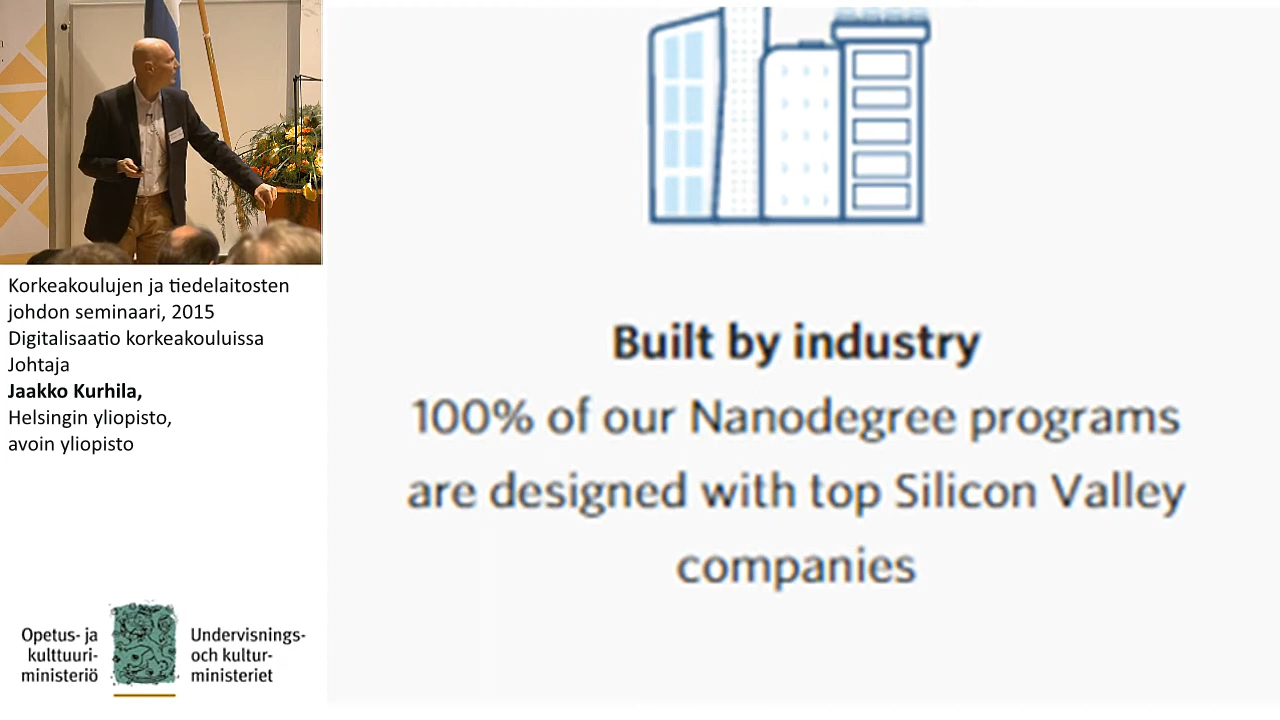 Korkeakoulujen ja tiedelaitosten
johdon seminaari, 2015
Digitalisaatio korkeakouluissa
Johtaja
Jaakko Kurhila,
Helsingin yliopisto,
avoin yliopisto
Opetus- ja
kulttuuri-
ministeriö
Undervisnings-
och kultur-
ministeriet
Built by industry
100% of our Nanodegree programs
are designed with top Silicon Valley
companies